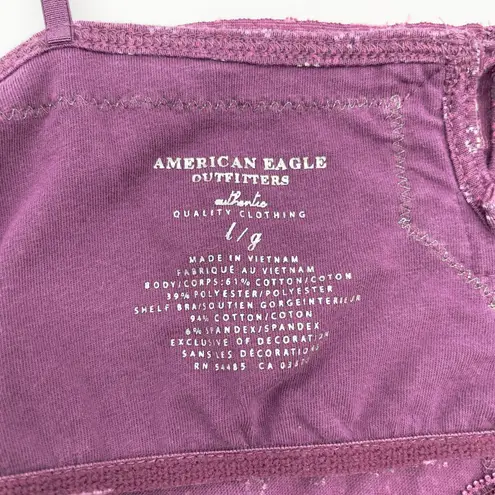 AMERICAN EAGLE
OUTFITTERS
authentic
QUALITY CLOTHING
l/g
MADE IN VIETNAM
FABRIQUÉ AU VIETNAM
BODY/CORPS: 61% COTTON/COTON
39% POLYESTER/POLYESTER
SHELF BRA/SOUTIEN GORGE INTERIEUR
94% COTTON/COTON
6% SPANDEX/SPANDEX
EXCLUSIVE OF DECORATION
SANS LES DÉCORATIONS
RN 54485 CA